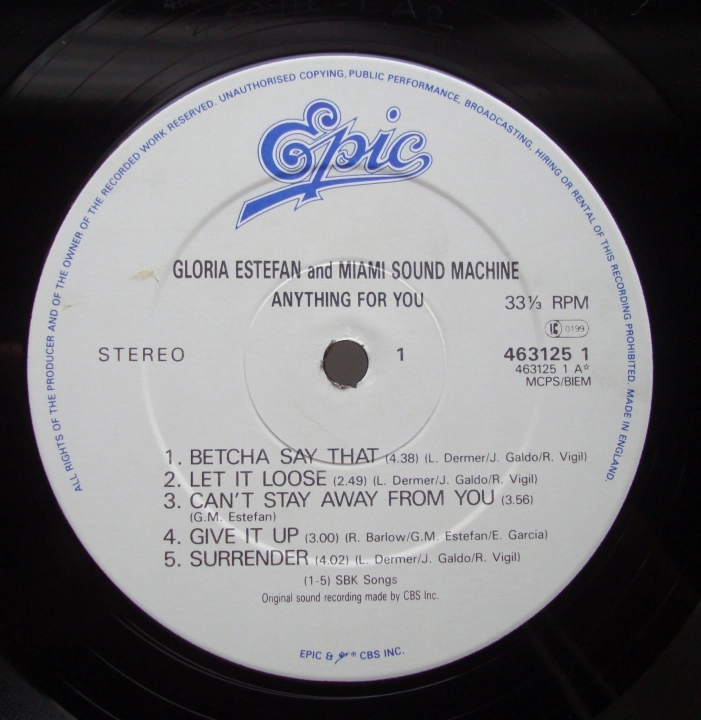 ALL RIGHTS OF THE PRODUCER AND OF THE OWNER OF THE RECORDED WORK RESERVED. UNAUTHORISED COPYING, PUBLIC PERFORMANCE, BROADCASTING, HIRING OR RENTAL OF THIS RECORDING PROHIBITED. MADE IN ENGLAND.
Epic
GLORIA ESTEFAN and MIAMI SOUND MACHINE
ANYTHING FOR YOU
33⅓ RPM
LC 0199
STEREO
1
463125 1
463125 1 A☆
MCPS/BIEM
1. BETCHA SAY THAT (4.38) (L. Dermer/J. Galdo/R. Vigil)
2. LET IT LOOSE (2.49) (L. Dermer/J. Galdo/R. Vigil)
3. CAN'T STAY AWAY FROM YOU (3.56)
(G.M. Estefan)
4. GIVE IT UP (3.00) (R. Barlow/G.M. Estefan/E. Garcia)
5. SURRENDER (4.02) (L. Dermer/J. Galdo/R. Vigil)
(1-5) SBK Songs
Original sound recording made by CBS Inc.
EPIC & ® CBS INC.